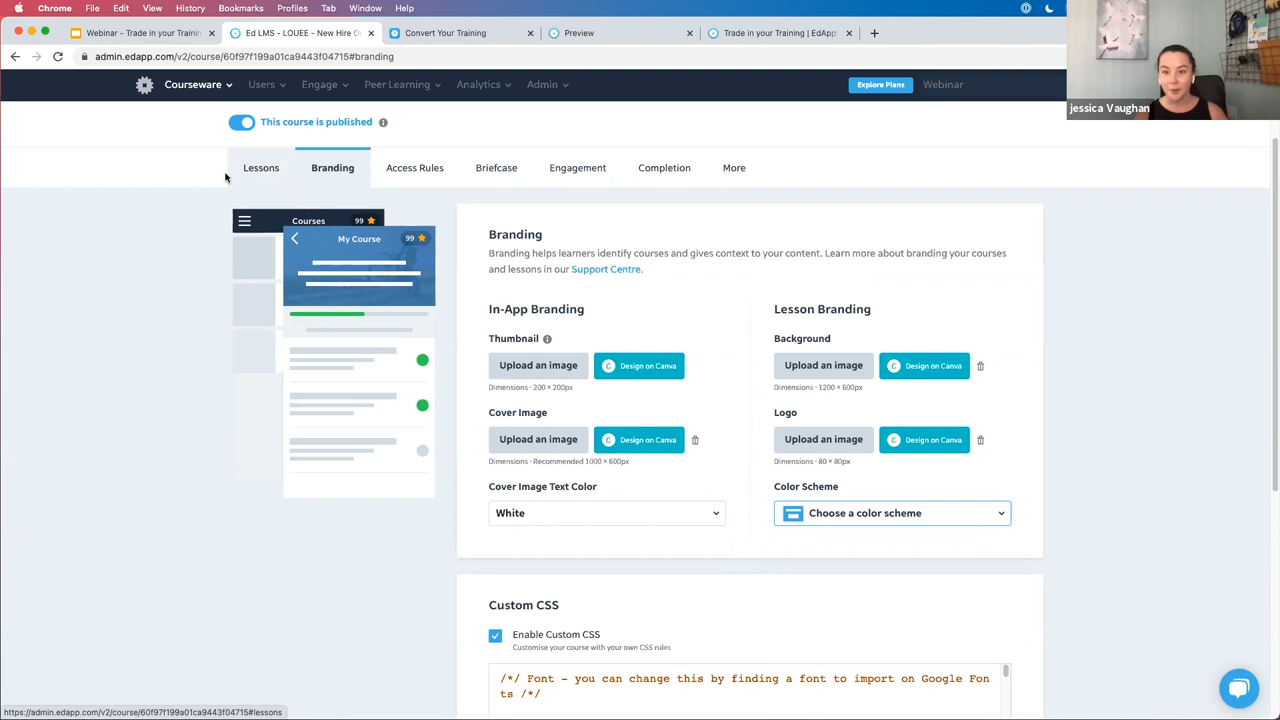 Chrome File Edit View History Bookmarks Profiles Tab Window Help
Webinar - Trade in your Trainin
Ed LMS - LOUEE - New Hire O
Convert Your Training
Preview
Trade in your Training | EdApp
admin.edapp.com/v2/course/60f97f199a01ca9443f04715#branding
Courseware Users Engage Peer Learning Analytics Admin Explore Plans Webinar
jessica Vaughan
This course is published
Lessons Branding Access Rules Briefcase Engagement Completion More
Courses 99
My Course 99
Branding
Branding helps learners identify courses and gives context to your content. Learn more about branding your courses
and lessons in our Support Centre.
In-App Branding
Thumbnail
Upload an image Design on Canva
Dimensions - 200 × 200px
Cover Image
Upload an image Design on Canva
Dimensions - Recommended 1000 × 600px
Cover Image Text Color
White
Lesson Branding
Background
Upload an image Design on Canva
Dimensions - 1200 × 600px
Logo
Upload an image Design on Canva
Dimensions - 80 × 80px
Color Scheme
Choose a color scheme
Custom CSS
Enable Custom CSS
Customise your course with your own CSS rules
/*/ Font - you can change this by finding a font to import on Google Fon
ts /*/
https://admin.edapp.com/v2/course/60f97f199a01ca9443f04715#lessons